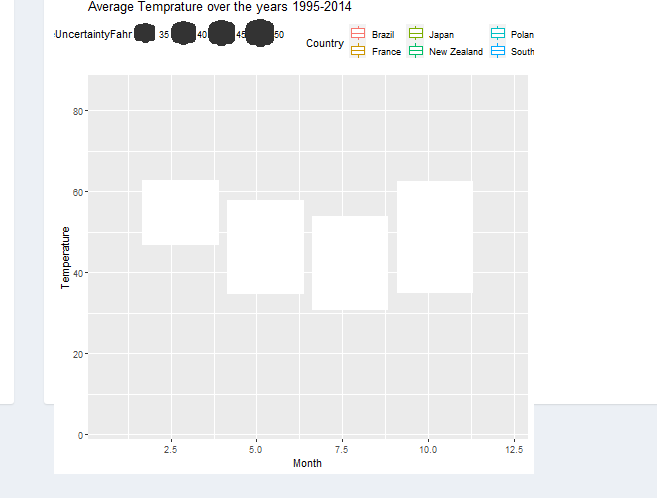 Average Temprature over the years 1995-2014
UncertaintyFahr 35 40 45 50
Country Brazil Japan Polan
France New Zealand South
80
60
40
20
0
Temperature
2.5 5.0 7.5 10.0 12.5
Month